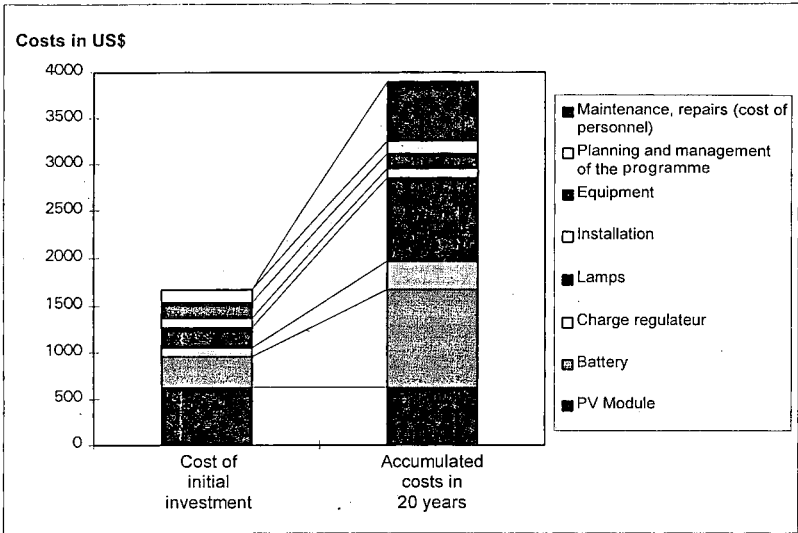 Costs in US$
4000
3500
3000
2500
2000
1500
1000
500
0
Cost of
initial
investment
Accumulated
costs in
20 years
Maintenance, repairs (cost of
personnel)
Planning and management
of the programme
Equipment
Installation
Lamps
Charge regulateur
Battery
PV Module